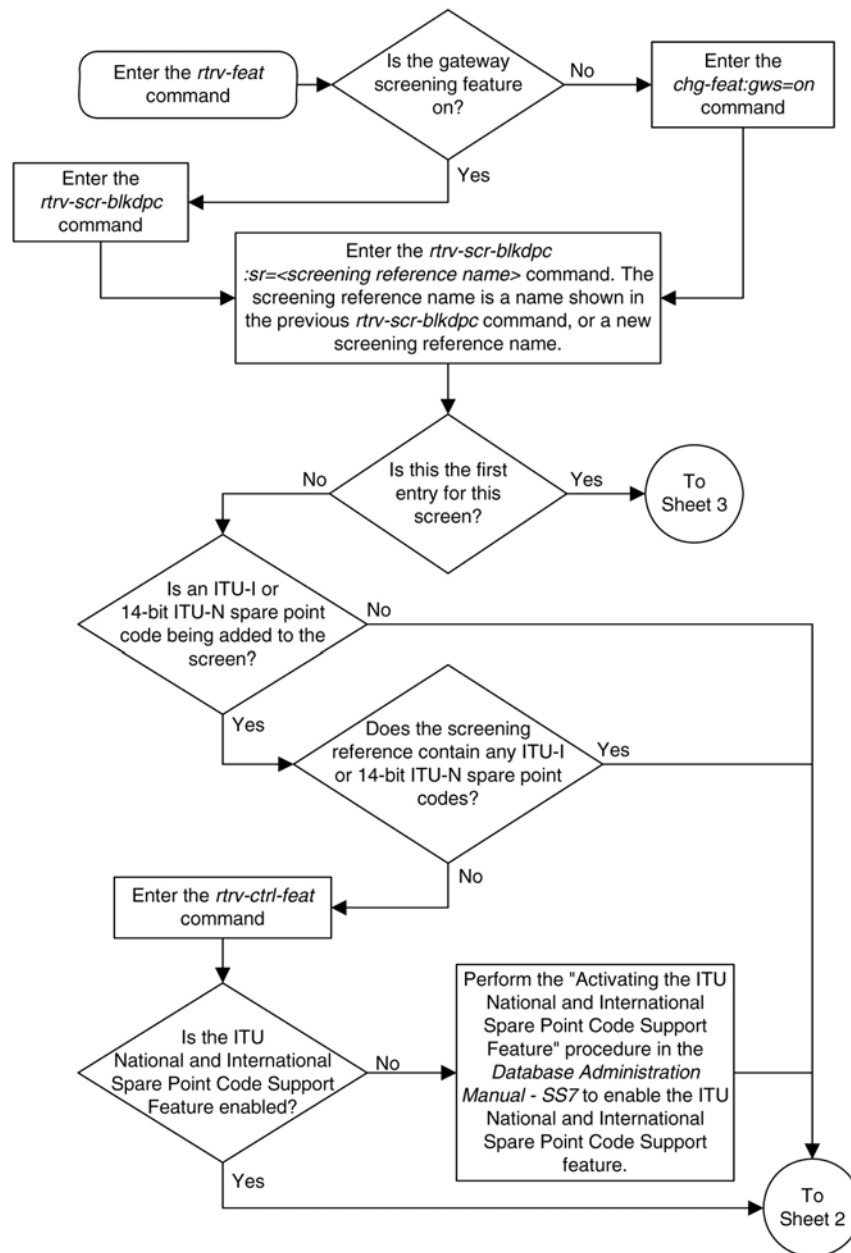 Enter the rtrv-feat
command
Is the gateway
screening feature
on?
No
Enter the
chg-feat:gws=on
command
Yes
Enter the
rtrv-scr-blkdpc
command
Enter the rtrv-scr-blkdpc
:sr=<screening reference name> command. The
screening reference name is a name shown in
the previous rtrv-scr-blkdpc command, or a new
screening reference name.
Is this the first
entry for this
screen?
No
Yes
To
Sheet 3
Is an ITU-I or
14-bit ITU-N spare point
code being added to the
screen?
No
Yes
Does the screening
reference contain any ITU-I
or 14-bit ITU-N spare point
codes?
Yes
No
Enter the rtrv-ctrl-feat
command
Is the ITU
National and International
Spare Point Code Support
Feature enabled?
No
Perform the "Activating the ITU
National and International
Spare Point Code Support
Feature" procedure in the
Database Administration
Manual - SS7 to enable the ITU
National and International
Spare Point Code Support
feature.
Yes
To
Sheet 2